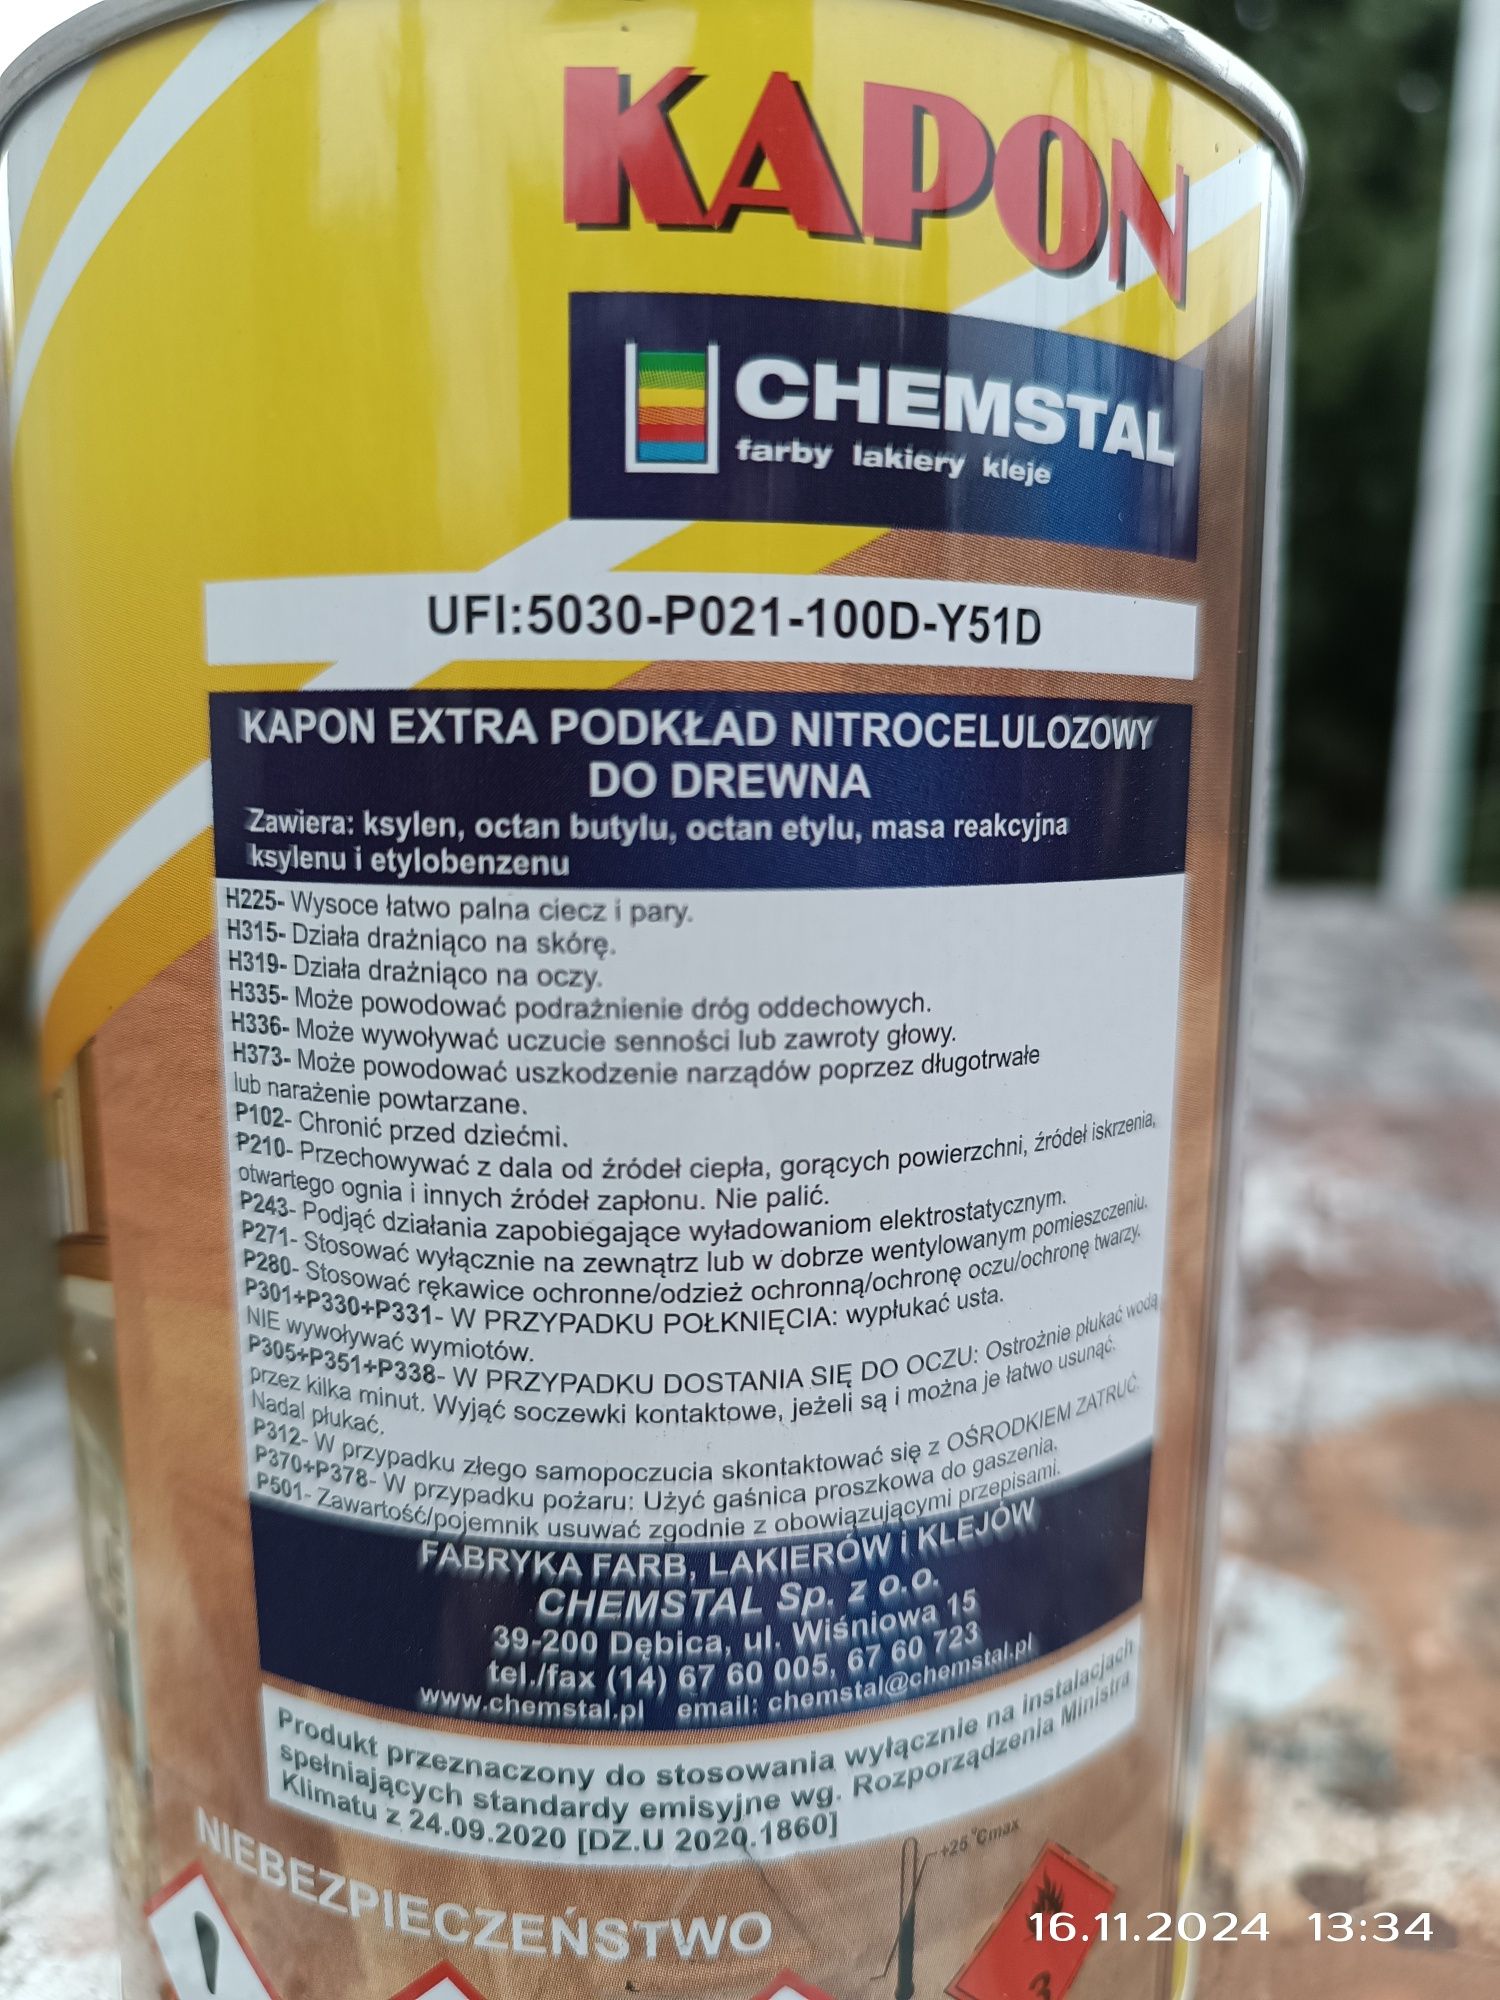 KAPON
CHEMSTAL
farby lakiery kleje
UFI:5030-P021-100D-Y51D
KAPON EXTRA PODKŁAD NITROCELULOZOWY
DO DREWNA
Zawiera: ksylen, octan butylu, octan etylu, masa reakcyjna
ksylenu i etylobenzenu
H225- Wysoce łatwo palna ciecz i pary.
H315- Działa drażniąco na skórę.
H319- Działa drażniąco na oczy.
H335- Może powodować podrażnienie dróg oddechowych.
H336- Może wywoływać uczucie senności lub zawroty głowy.
H373- Może powodować uszkodzenie narządów poprzez długotrwałe
lub narażenie powtarzane.
P102- Chronić przed dziećmi.
P210- Przechowywać z dala od źródeł ciepła, gorących powierzchni, źródeł iskrzenia,
otwartego ognia i innych źródeł zapłonu. Nie palić.
P243- Podjąć działania zapobiegające wyładowaniom elektrostatycznym.
P271- Stosować wyłącznie na zewnątrz lub w dobrze wentylowanym pomieszczeniu.
P280- Stosować rękawice ochronne/odzież ochronną/ochronę oczu/ochronę twarzy.
P301+P330+P331- W PRZYPADKU POŁKNIĘCIA: wypłukać usta.
NIE wywoływać wymiotów.
P305+P351+P338- W PRZYPADKU DOSTANIA SIĘ DO OCZU: Ostrożnie płukać wodą
przez kilka minut. Wyjąć soczewki kontaktowe, jeżeli są i można je łatwo usunąć.
Nadal płukać.
P312- W przypadku złego samopoczucia skontaktować się z OŚRODKIEM ZATRUĆ.
P370+P378- W przypadku pożaru: Użyć gaśnica proszkowa do gaszenia.
P501- Zawartość/pojemnik usuwać zgodnie z obowiązującymi przepisami.
FABRYKA FARB, LAKIERÓW i KLEJÓW
CHEMSTAL Sp. z o.o.
39-200 Dębica, ul. Wiśniowa 15
tel./fax (14) 67 60 005, 67 60 723
www.chemstal.pl email: chemstal@chemstal.pl
Produkt przeznaczony do stosowania wyłącznie na instalacjach
spełniających standardy emisyjne wg. Rozporządzenia Ministra
Klimatu z 24.09.2020 [DZ.U 2020.1860]
NIEBEZPIECZEŃSTWO
+25°Cmax
3
16.11.2024 13:34